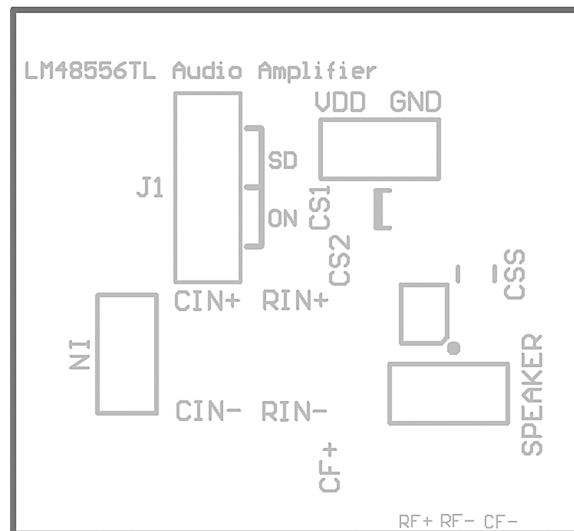 LM48556TL Audio Amplifier
VDD GND
SD
J1
ON
CS1
CS2
CSS
CIN+ RIN+
NI
SPEAKER
CIN- RIN-
CF+
RF+ RF- CF-